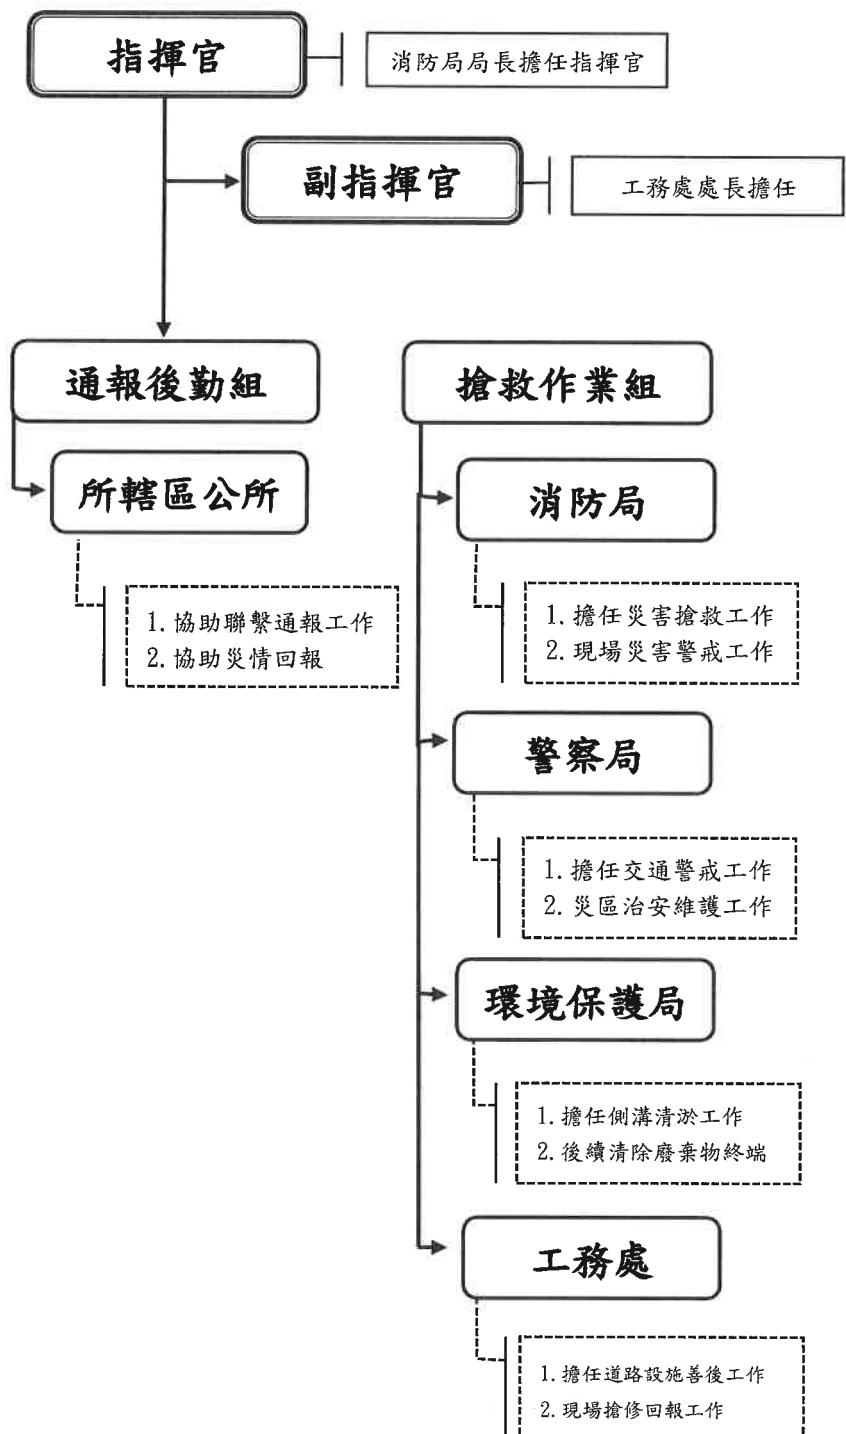 指揮官
消防局局長擔任指揮官
副指揮官
工務處處長擔任
通報後勤組
所轄區公所
1.協助聯繫通報工作
2.協助災情回報
搶救作業組
消防局
1.擔任災害搶救工作
2.現場災害警戒工作
警察局
1.擔任交通警戒工作
2.災區治安維護工作
環境保護局
1.擔任側溝清淤工作
2.後續清除廢棄物終端
工務處
1.擔任道路設施善後工作
2.現場搶修回報工作